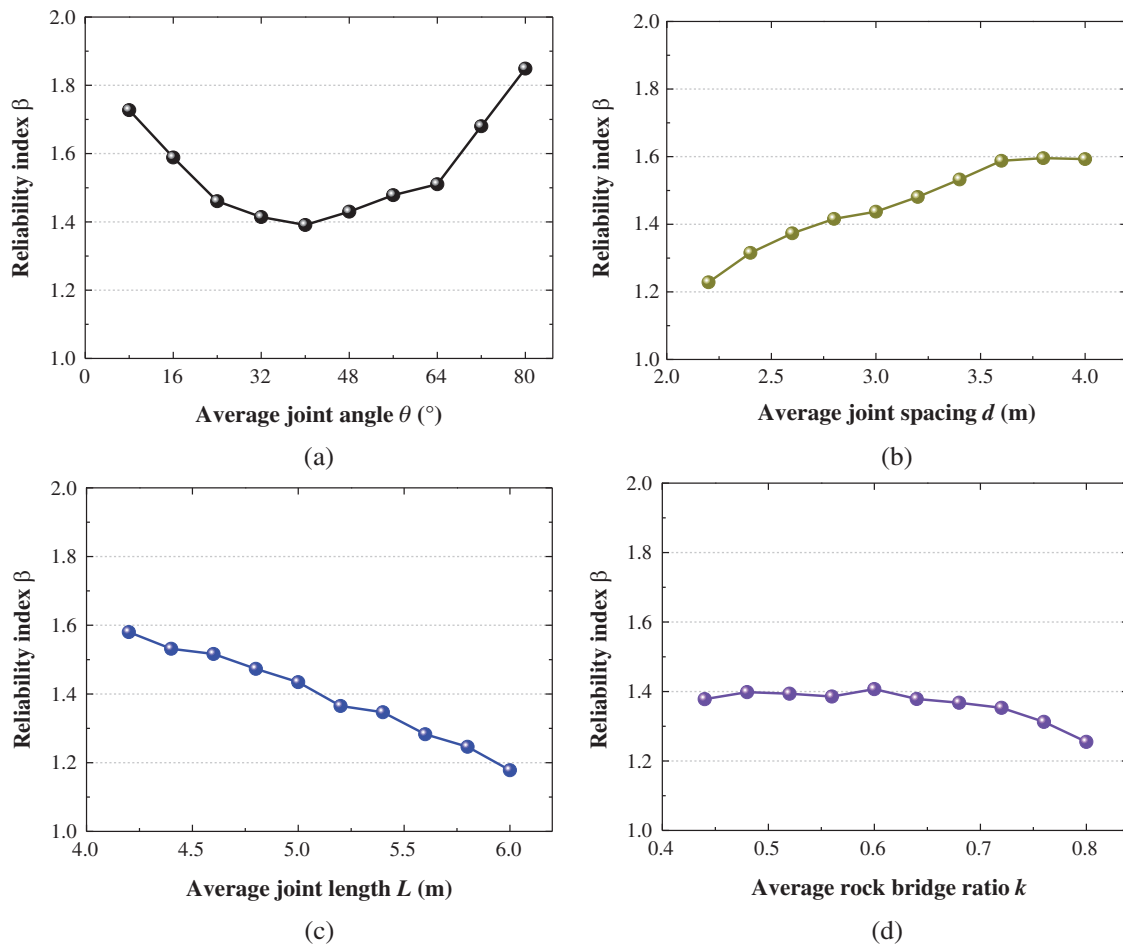 2.0
1.8
1.6
1.4
1.2
1.0
0 16 32 48 64 80
Reliability index β
Average joint angle θ (°)
(a)
2.0
1.8
1.6
1.4
1.2
1.0
2.0 2.5 3.0 3.5 4.0
Reliability index β
Average joint spacing d (m)
(b)
2.0
1.8
1.6
1.4
1.2
1.0
4.0 4.5 5.0 5.5 6.0
Reliability index β
Average joint length L (m)
(c)
2.0
1.8
1.6
1.4
1.2
1.0
0.4 0.5 0.6 0.7 0.8
Reliability index β
Average rock bridge ratio k
(d)